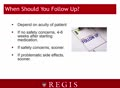 When Should You Follow Up?
Depend on acuity of patient
If no safety concerns, 4-6
weeks after starting
medication.
If safety concerns, sooner.
If problematic side effects,
sooner.
REGIS